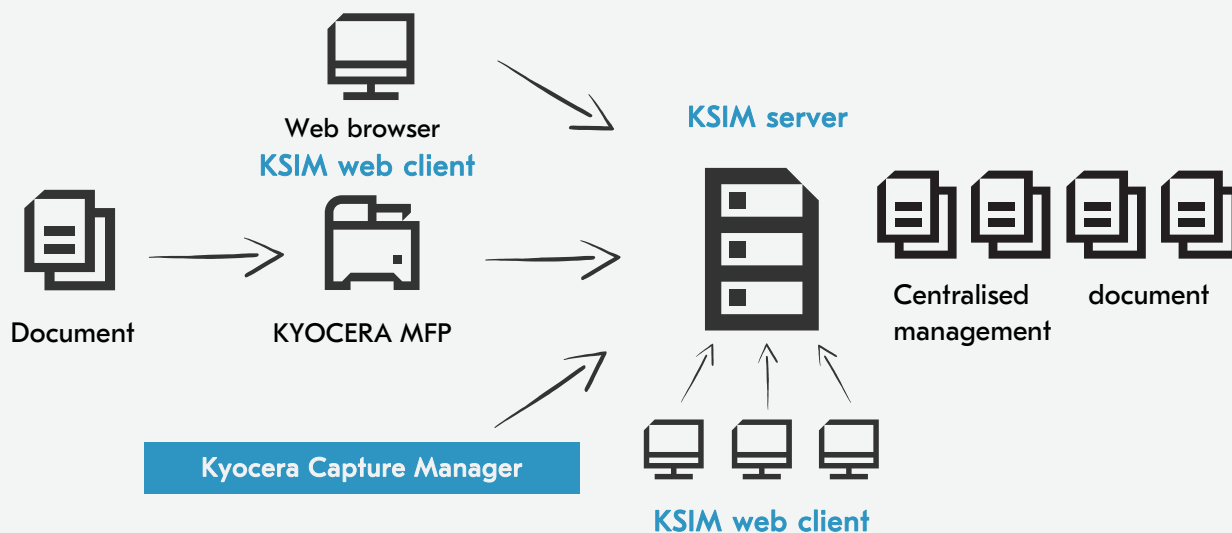 Web browser
KSIM web client
KSIM server
Document
KYOCERA MFP
Centralised document
management
Kyocera Capture Manager
KSIM web client